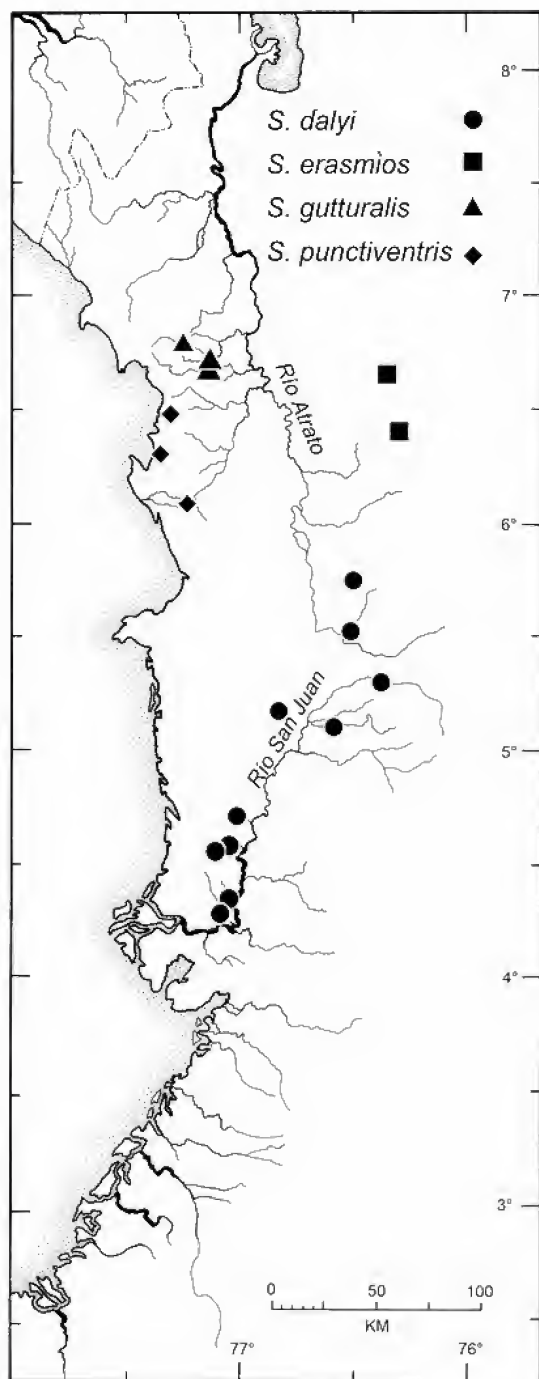 8°
S. dalyi
S. erasmìos
S. gutturalis
S. punctiventris
7°
Rio Atrato
6°
Rio San Juan
5°
4°
3°
0 50 100
KM
77° 76°